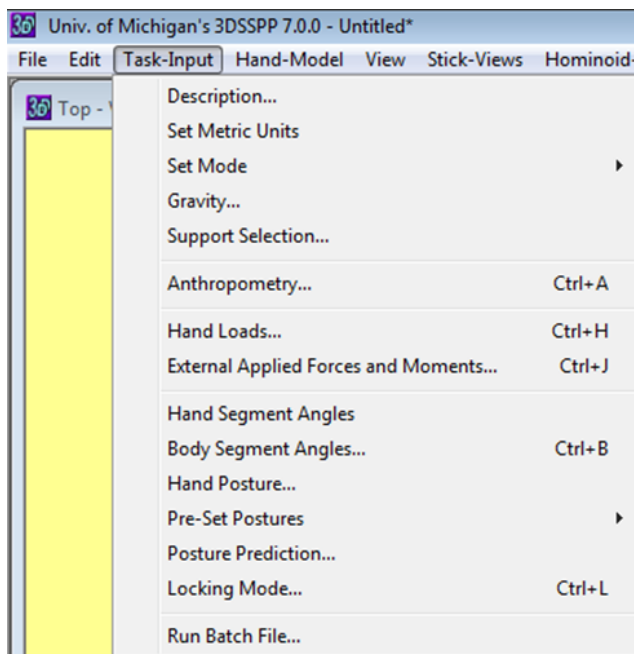 3D Univ. of Michigan's 3DSSPP 7.0.0 - Untitled*
File Edit Task-Input Hand-Model View Stick-Views Hominoid-
3D Top -
Description...
Set Metric Units
Set Mode
Gravity...
Support Selection...
Anthropometry... Ctrl+A
Hand Loads... Ctrl+H
External Applied Forces and Moments... Ctrl+J
Hand Segment Angles
Body Segment Angles... Ctrl+B
Hand Posture...
Pre-Set Postures
Posture Prediction...
Locking Mode... Ctrl+L
Run Batch File...